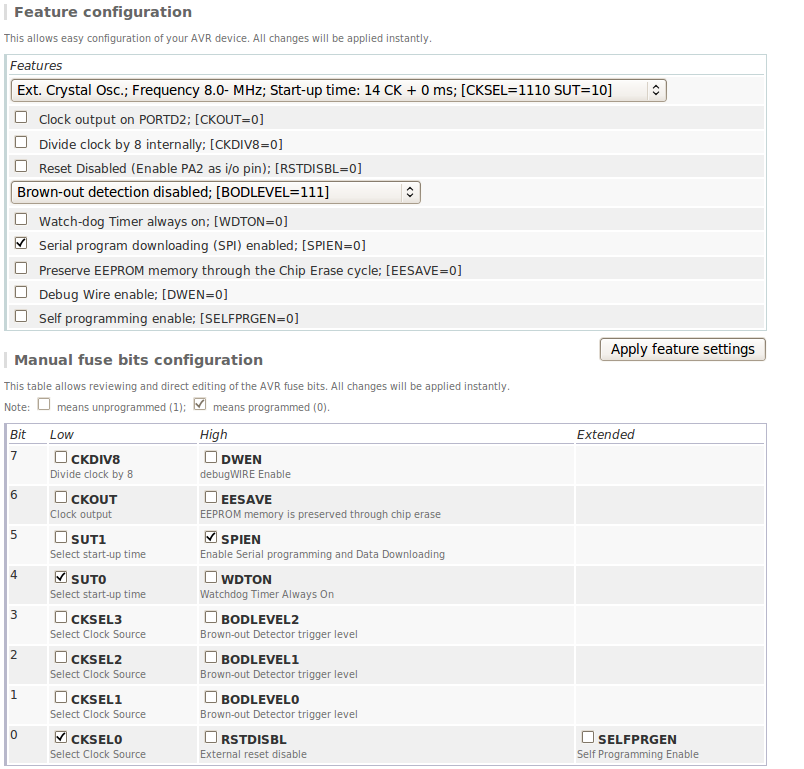 Feature configuration
This allows easy configuration of your AVR device. All changes will be applied instantly.
Features
Ext. Crystal Osc.; Frequency 8.0- MHz; Start-up time: 14 CK + 0 ms; [CKSEL=1110 SUT=10]
Clock output on PORTD2; [CKOUT=0]
Divide clock by 8 internally; [CKDIV8=0]
Reset Disabled (Enable PA2 as i/o pin); [RSTDISBL=0]
Brown-out detection disabled; [BODLEVEL=111]
Watch-dog Timer always on; [WDTON=0]
Serial program downloading (SPI) enabled; [SPIEN=0]
Preserve EEPROM memory through the Chip Erase cycle; [EESAVE=0]
Debug Wire enable; [DWEN=0]
Self programming enable; [SELFPRGEN=0]
Apply feature settings
Manual fuse bits configuration
This table allows reviewing and direct editing of the AVR fuse bits. All changes will be applied instantly.
Note: means unprogrammed (1); means programmed (0).
Bit Low High Extended
7 CKDIV8 DWEN
Divide clock by 8 debugWIRE Enable
6 CKOUT EESAVE
Clock output EEPROM memory is preserved through chip erase
5 SUT1 SPIEN
Select start-up time Enable Serial programming and Data Downloading
4 SUT0 WDTON
Select start-up time Watchdog Timer Always On
3 CKSEL3 BODLEVEL2
Select Clock Source Brown-out Detector trigger level
2 CKSEL2 BODLEVEL1
Select Clock Source Brown-out Detector trigger level
1 CKSEL1 BODLEVEL0
Select Clock Source Brown-out Detector trigger level
0 CKSEL0 RSTDISBL SELFPRGEN
Select Clock Source External reset disable Self Programming Enable